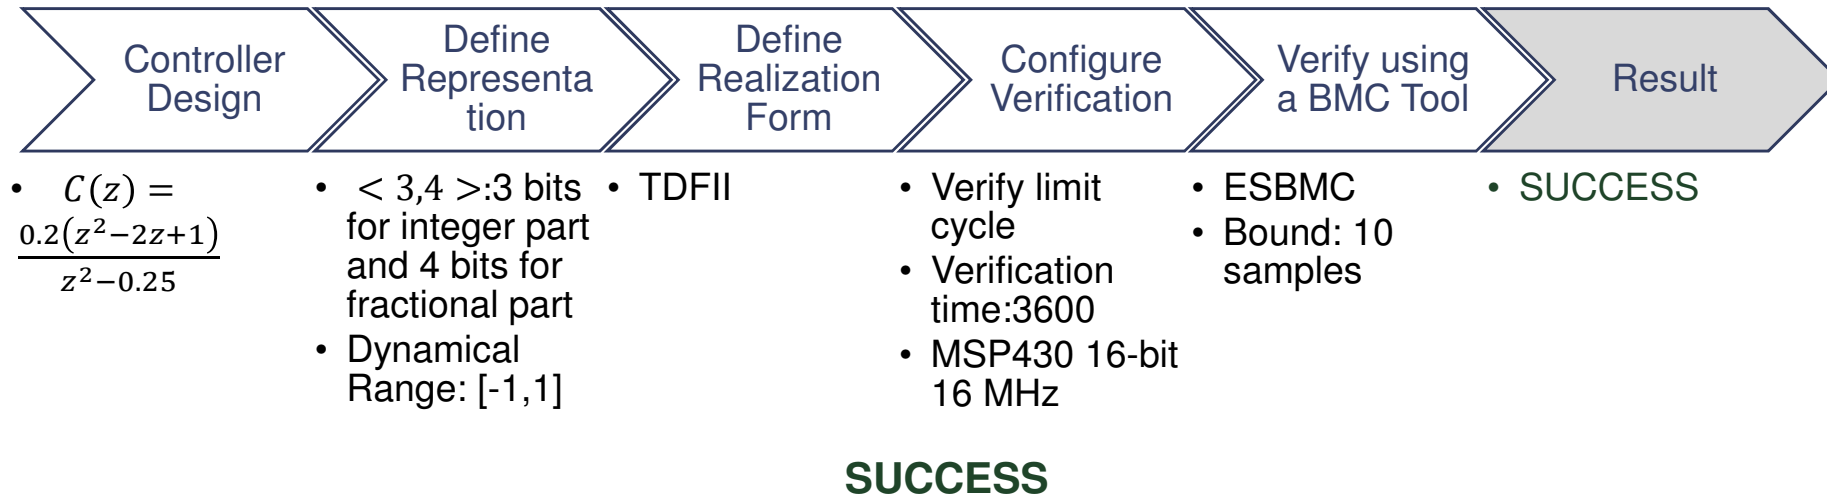 Controller
Design
Define
Representa
tion
Define
Realization
Form
Configure
Verification
Verify using
a BMC Tool
Result
• C(z) =
0.2(z²−2z+1)
z²−0.25
• < 3,4 >:3 bits
for integer part
and 4 bits for
fractional part
• Dynamical
Range: [-1,1]
• TDFII
• Verify limit
cycle
• Verification
time:3600
• MSP430 16-bit
16 MHz
• ESBMC
• Bound: 10
samples
• SUCCESS
SUCCESS